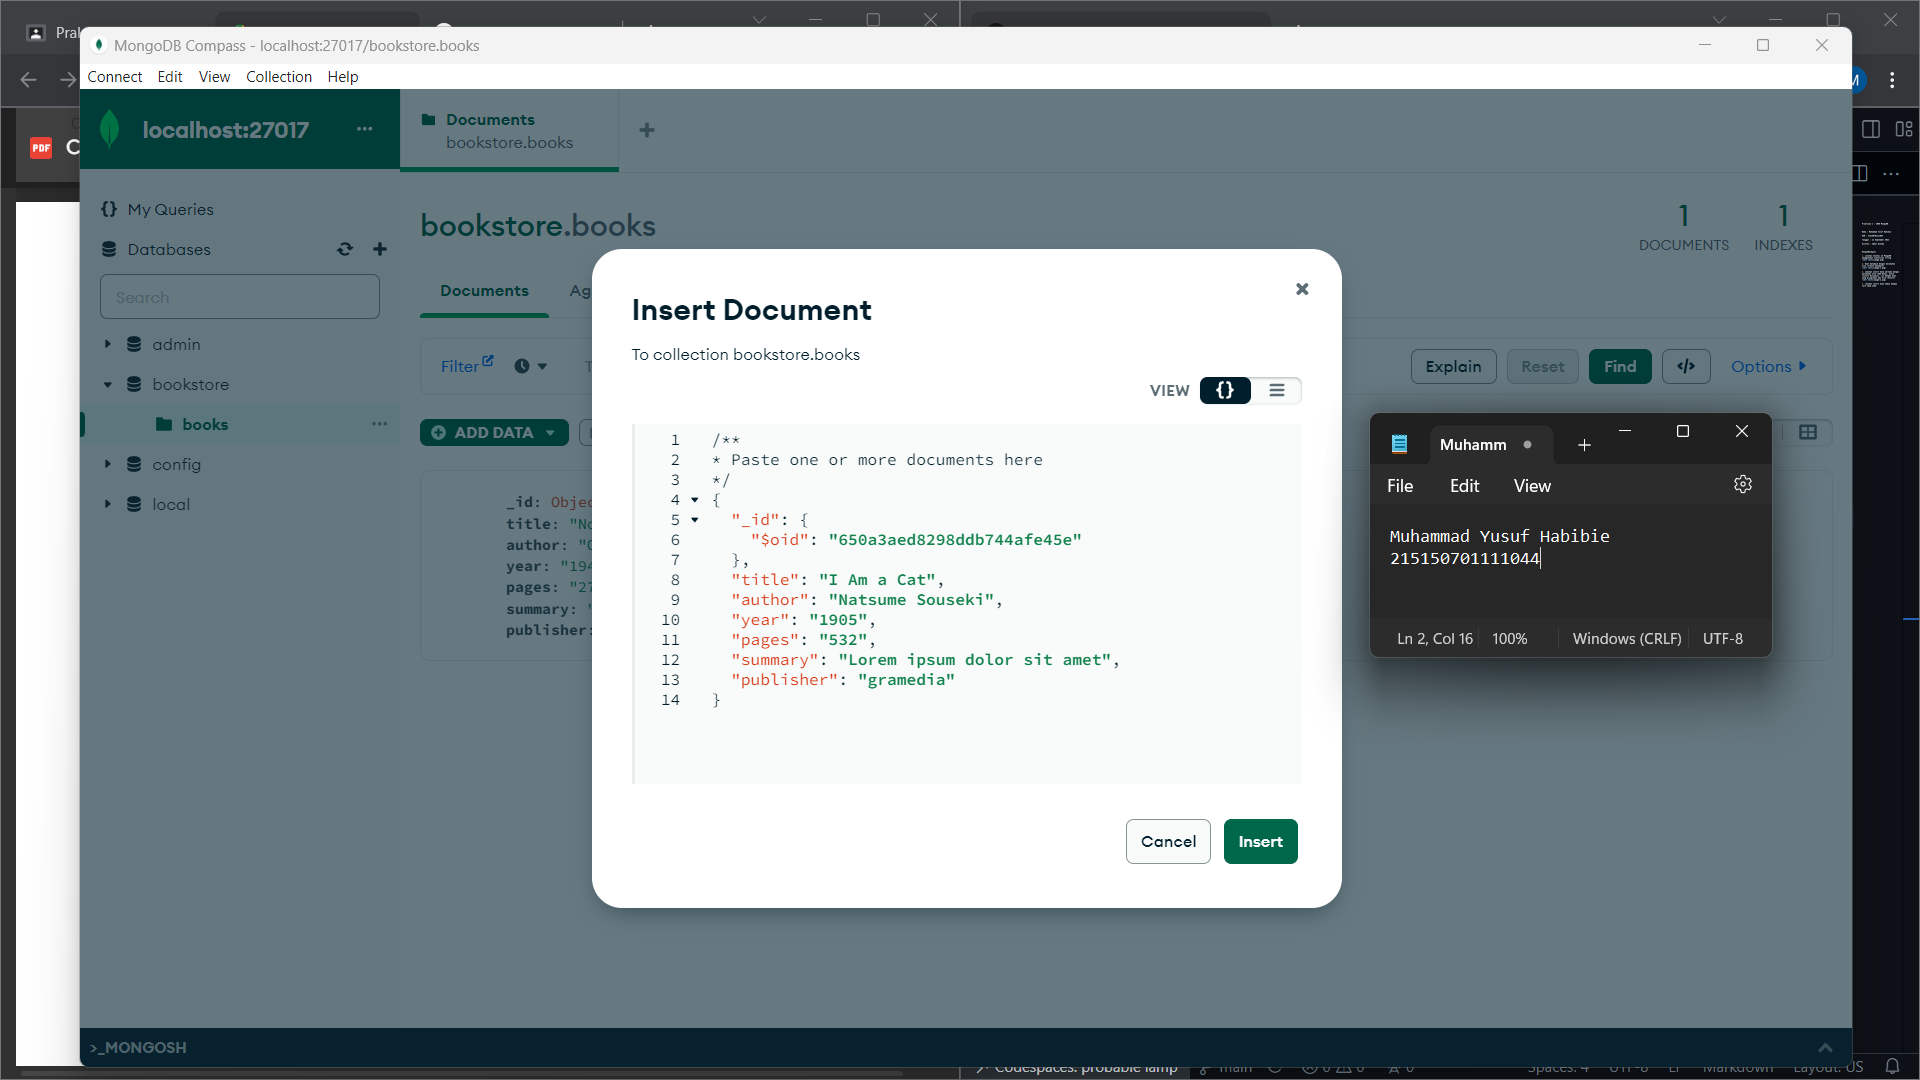 Pral
MongoDB Compass - localhost:27017/bookstore.books
Connect Edit View Collection Help
localhost:27017
Documents
bookstore.books
PDF
C
M
{} My Queries
Databases
Search
admin
bookstore
books
config
local
bookstore.books
1
DOCUMENTS
1
INDEXES
Documents
Ag
Filter
Explain
Reset
Find
</>
Options
ADD DATA
_id: Objec
title: "No
author: "G
year: "194
pages: "27
summary: "
publisher:
Insert Document
To collection bookstore.books
VIEW
{}
1 /**
2 * Paste one or more documents here
3 */
4 {
5 "_id": {
6 "$oid": "650a3aed8298ddb744afe45e"
7 },
8 "title": "I Am a Cat",
9 "author": "Natsume Souseki",
10 "year": "1905",
11 "pages": "532",
12 "summary": "Lorem ipsum dolor sit amet",
13 "publisher": "gramedia"
14 }
Cancel
Insert
Muhamm
File Edit View
Muhammad Yusuf Habibie
215150701111044
Ln 2, Col 16 100% Windows (CRLF) UTF-8
>_MONGOSH
Codespaces: probable lamp main 0 0 0 Spaces: 4 UTF-8 LF Markdown Layout: US